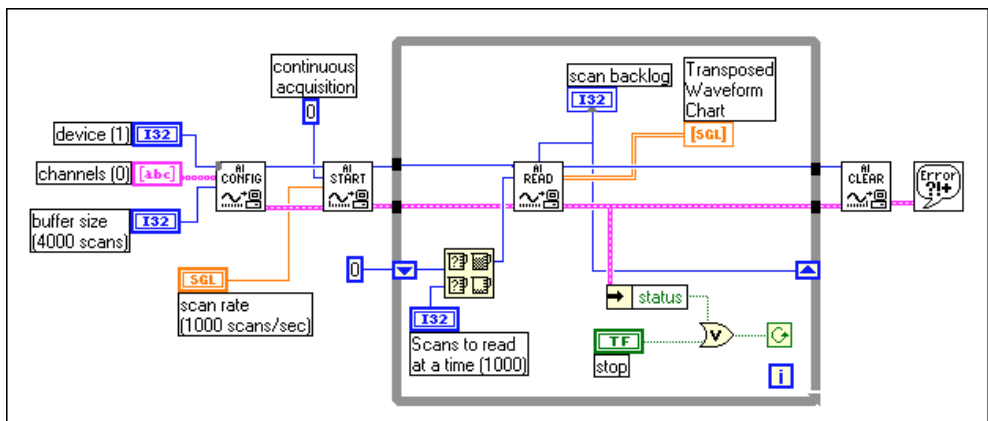 continuous
acquisition
0
device (1)
I32
channels (0)
[abc]
buffer size
(4000 scans)
I32
SGL
scan rate
(1000 scans/sec)
AI
CONFIG
AI
START
scan backlog
I32
Transposed
Waveform
Chart
[SGL]
AI
READ
0
I32
Scans to read
at a time (1000)
status
TF
stop
V
i
AI
CLEAR
Error
?!+